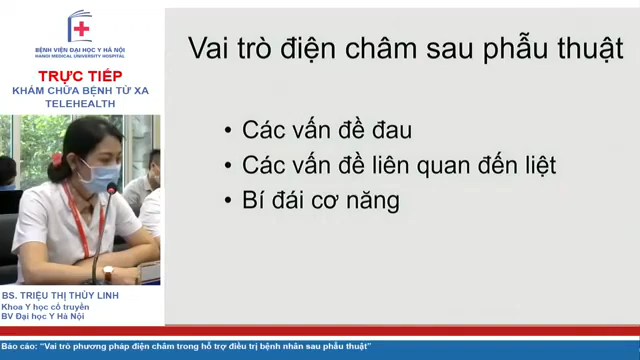 BỆNH VIỆN ĐẠI HỌC Y HÀ NỘI
HANOI MEDICAL UNIVERSITY HOSPITAL
TRỰC TIẾP
KHÁM CHỮA BỆNH TỪ XA
TELEHEALTH
Vai trò điện châm sau phẫu thuật
• Các vấn đề đau
• Các vấn đề liên quan đến liệt
• Bí đái cơ năng
BS. TRIỆU THỊ THÙY LINH
Khoa Y học cổ truyền
BV Đại học Y Hà Nội
Báo cáo: "Vai trò phương pháp điện châm trong hỗ trợ điều trị bệnh nhân sau phẫu thuật"